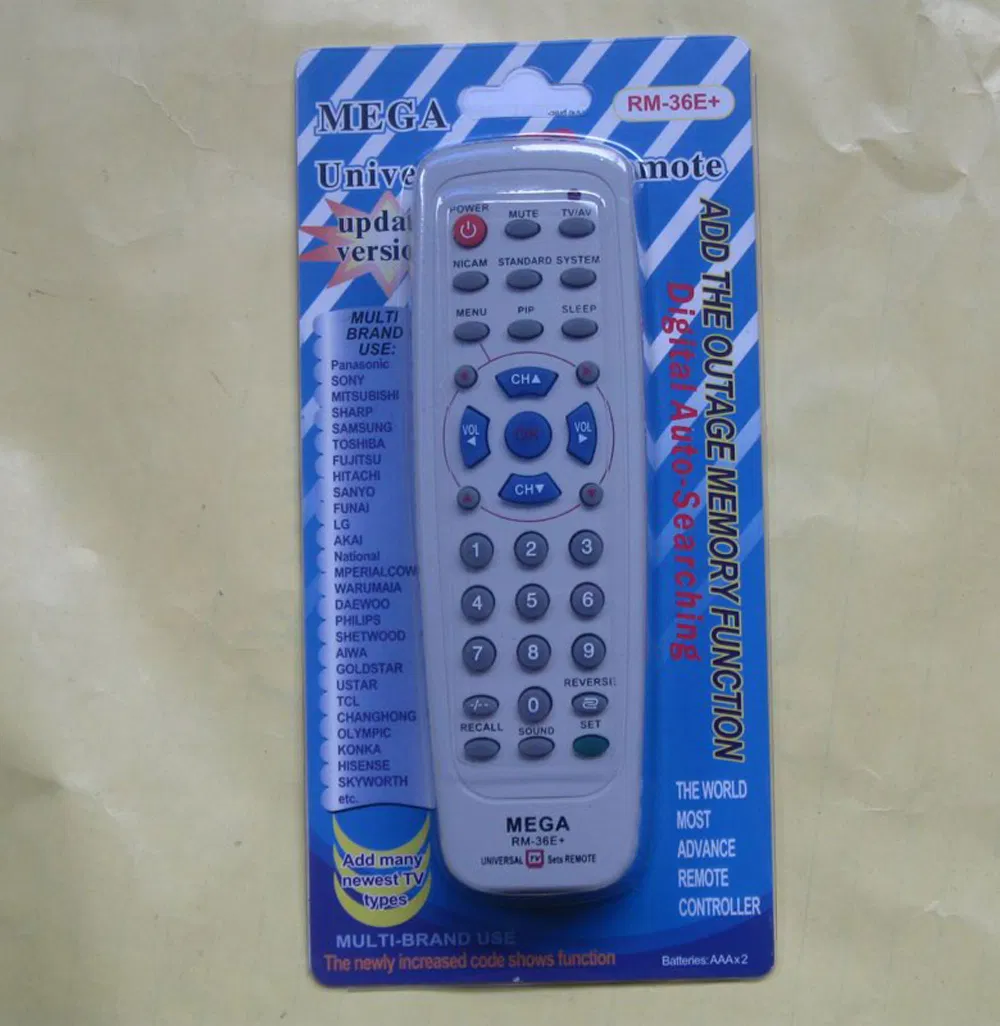 MEGA
RM-36E+
Unive
mote
updat
versio
MULTI
BRAND
USE:
Panasonic
SONY
MITSUBISHI
SHARP
SAMSUNG
TOSHIBA
FUJITSU
HITACHI
SANYO
FUNAI
LG
AKAI
National
MPERIALCOW
WARUMAIA
DAEWOO
PHILIPS
SHETWOOD
AIWA
GOLDSTAR
USTAR
TCL
CHANGHONG
OLYMPIC
KONKA
HISENSE
SKYWORTH
etc.
Add many
newest TV
types
MULTI-BRAND USE
The newly increased code shows function
POWER MUTE TV/AV
NICAM STANDARD SYSTEM
MENU PIP SLEEP
CH▲
VOL ◀ OK VOL ▶
CH▼
1 2 3
4 5 6
7 8 9
REVERSE
-/-- 0
RECALL SOUND SET
MEGA
RM-36E+
UNIVERSAL TV Sets REMOTE
ADD THE OUTAGE MEMORY FUNCTION
Digital Auto-Searching
THE WORLD
MOST
ADVANCE
REMOTE
CONTROLLER
Batteries:AAAx2